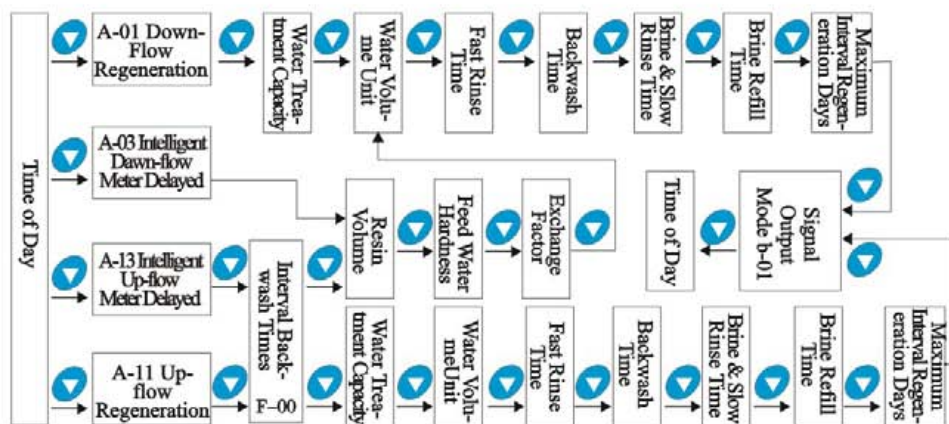 Time of Day
A-01 Down-
Flow
Regeneration
Water Trea-
tment Capacity
Water Volu-
me Unit
Fast Rinse
Time
Backwash
Time
Brine & Slow
Rinse Time
Brine Refill
Time
Maximum
Interval Regen-
eration Days
A-03 Intelligent
Dawn-flow
Meter Delayed
Resin
Volume
Feed Water
Hardness
Exchange
Factor
Time of Day
Signal
Output
Mode b-01
A-13 Intelligent
Up-flow
Meter Delayed
Interval Back-
wash Times
F-00
A-11 Up-
flow
Regeneration
Water Trea-
tment Capacity
Water Volu-
meUnit
Fast Rinse
Time
Backwash
Time
Brine & Slow
Rinse Time
Brine Refill
Time
Maximum
Interval Regen-
eration Days